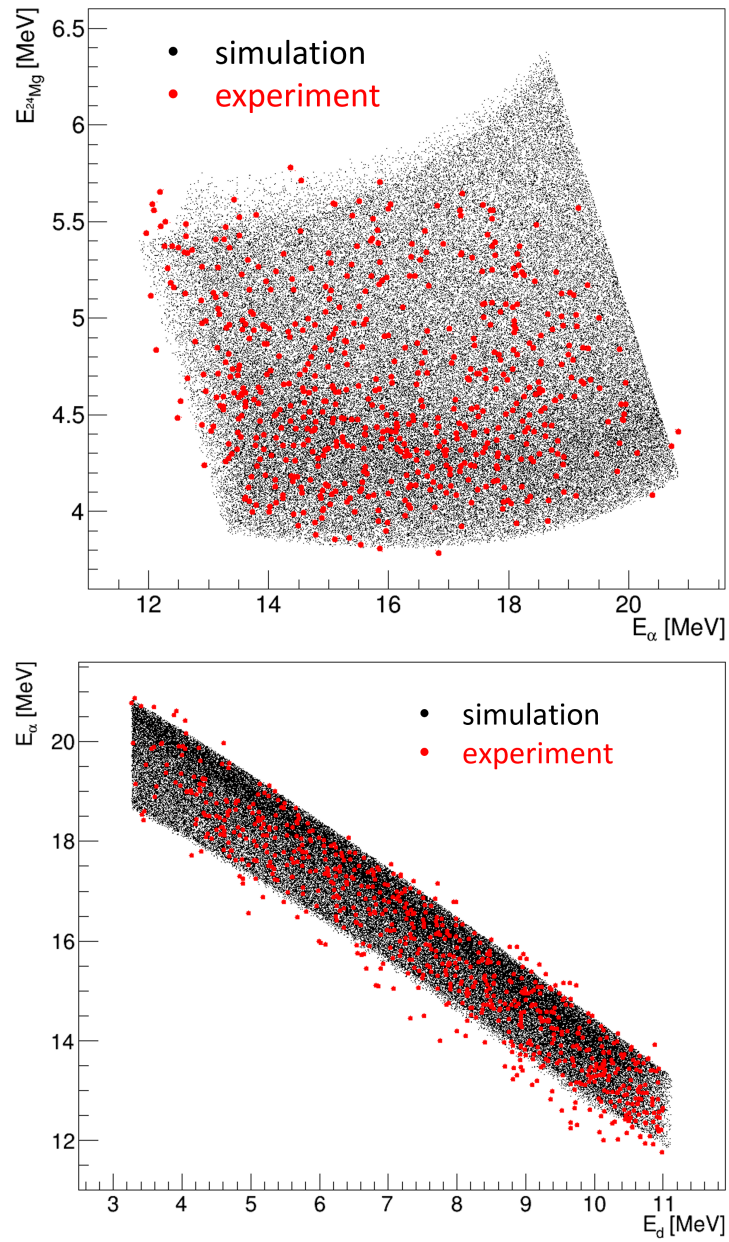 E²⁴Mg [MeV]
simulation
experiment
6.5
6
5.5
5
4.5
4
12 14 16 18 20
Eα [MeV]
Eα [MeV]
simulation
experiment
20
18
16
14
12
3 4 5 6 7 8 9 10 11
Ed [MeV]